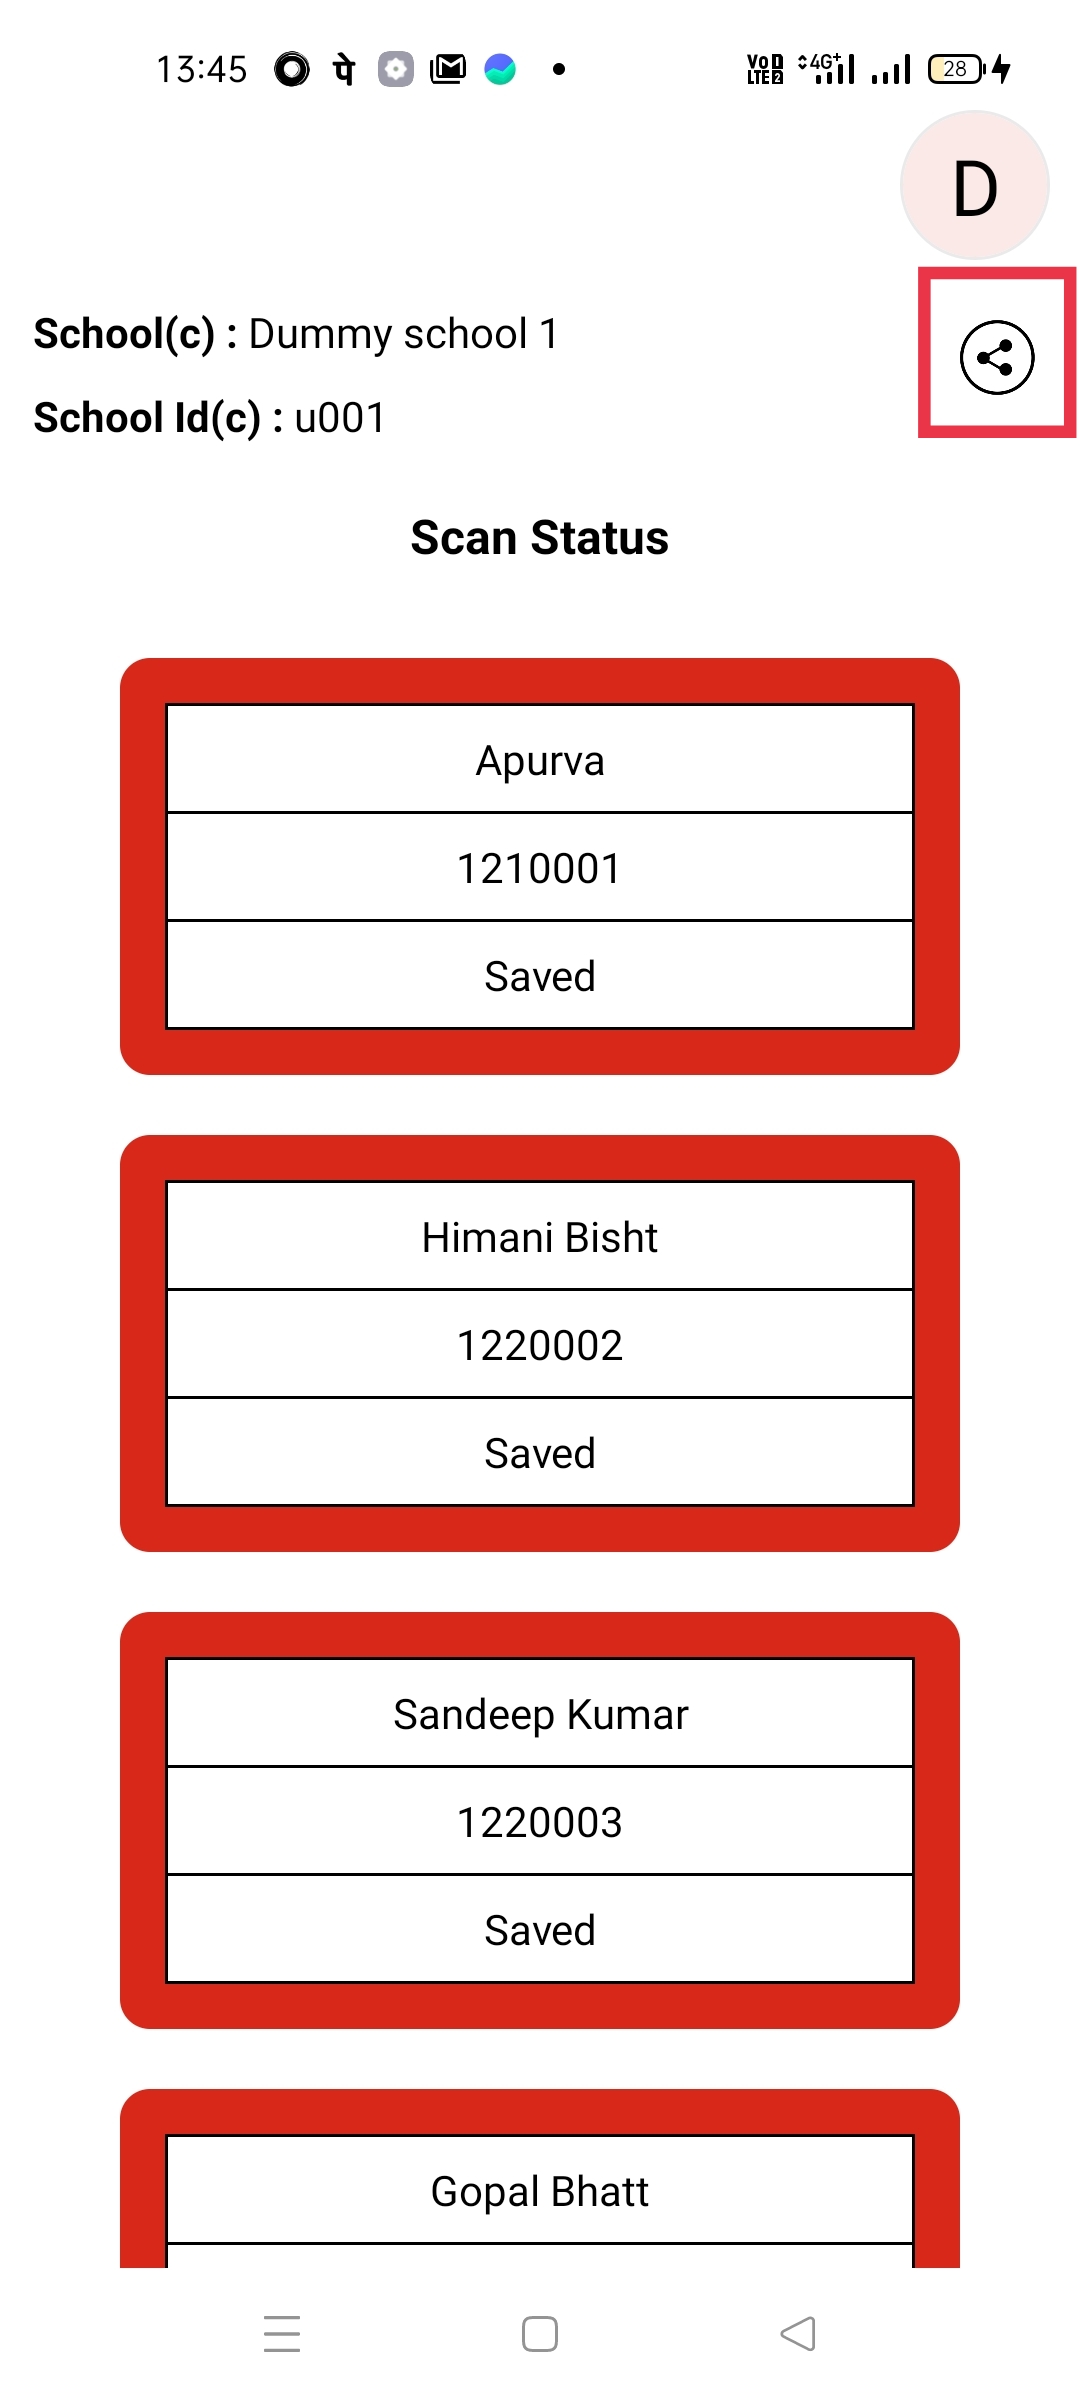 13:45 पे VoD LTE2 4G+ 28
D
School(c) : Dummy school 1
School Id(c) : u001
Scan Status
Apurva
1210001
Saved
Himani Bisht
1220002
Saved
Sandeep Kumar
1220003
Saved
Gopal Bhatt